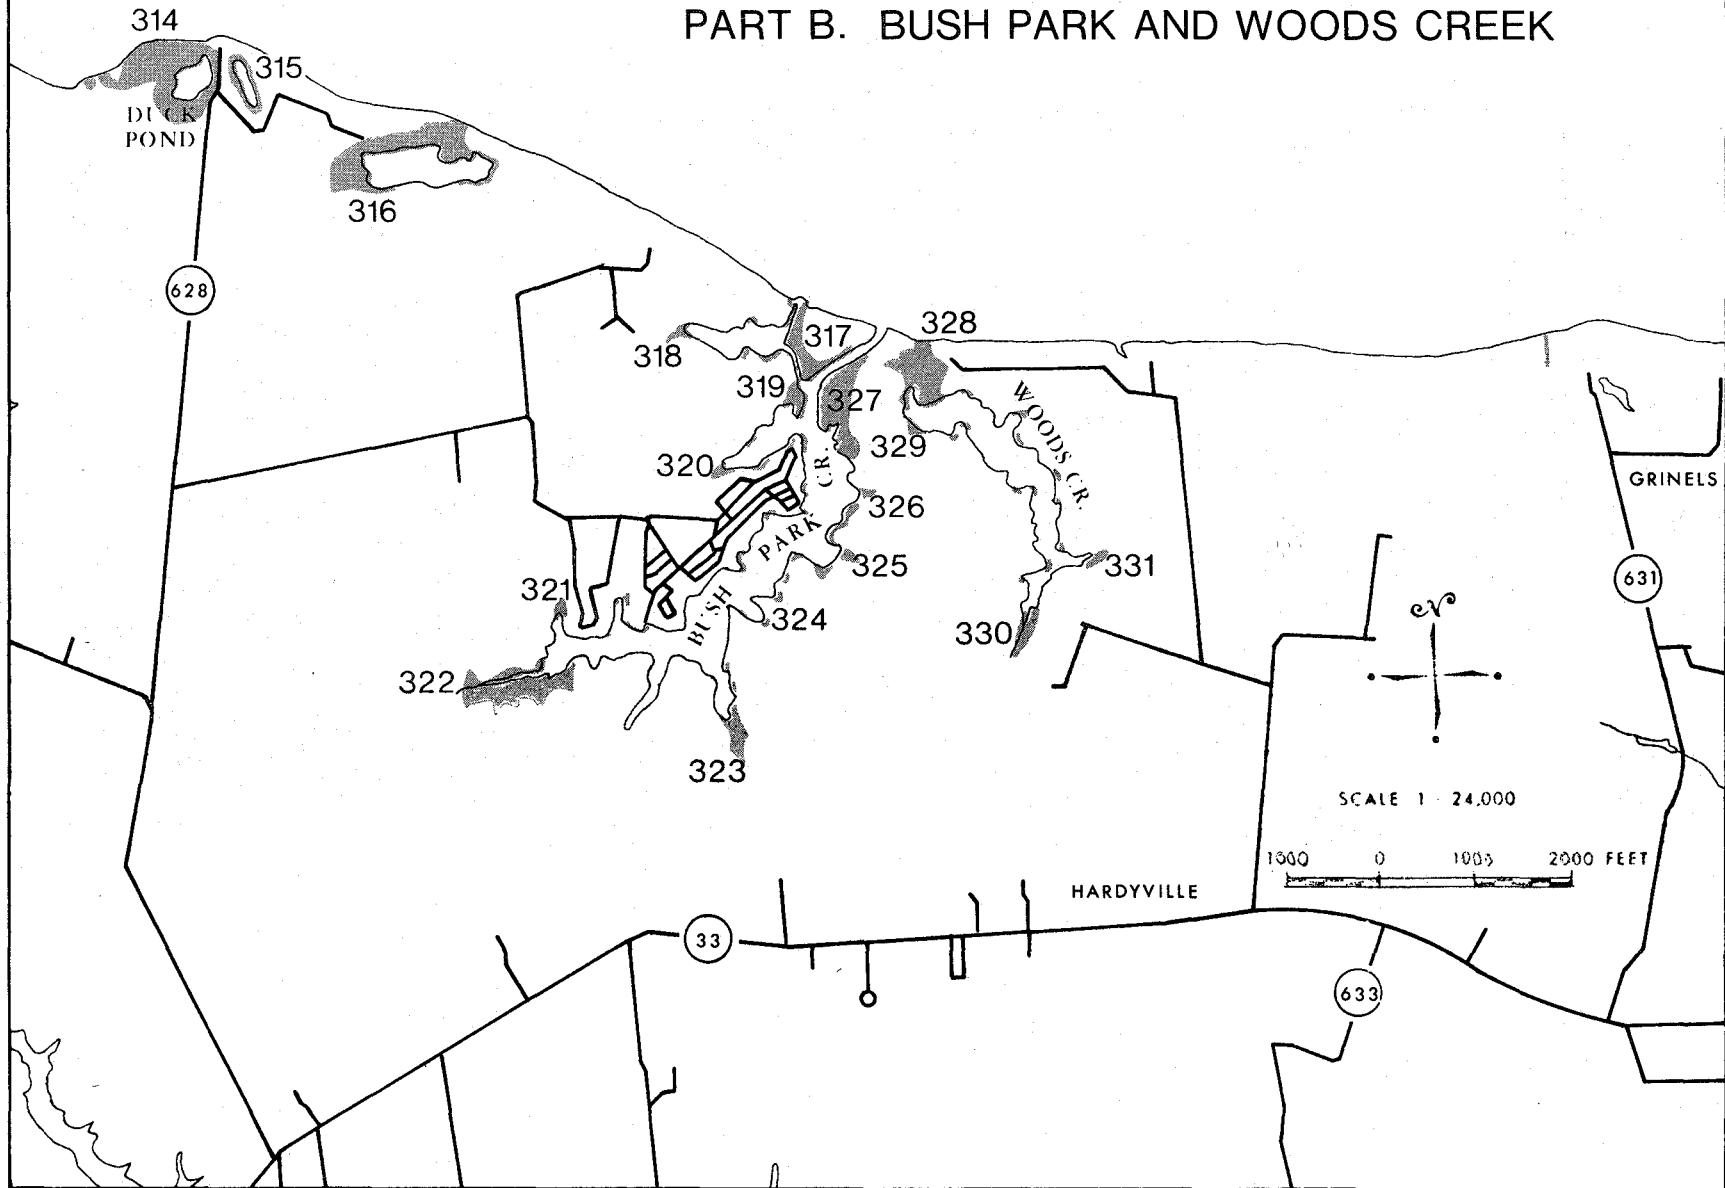 PART B. BUSH PARK AND WOODS CREEK
314
315
DUCK
POND
316
628
317
328
318
319
327
WOODS CR.
329
320
CR.
GRINELS
326
PARK
325
331
631
321
BUSH
324
330
322
323
N
SCALE 1 24,000
1000 0 1000 2000 FEET
HARDYVILLE
33
633